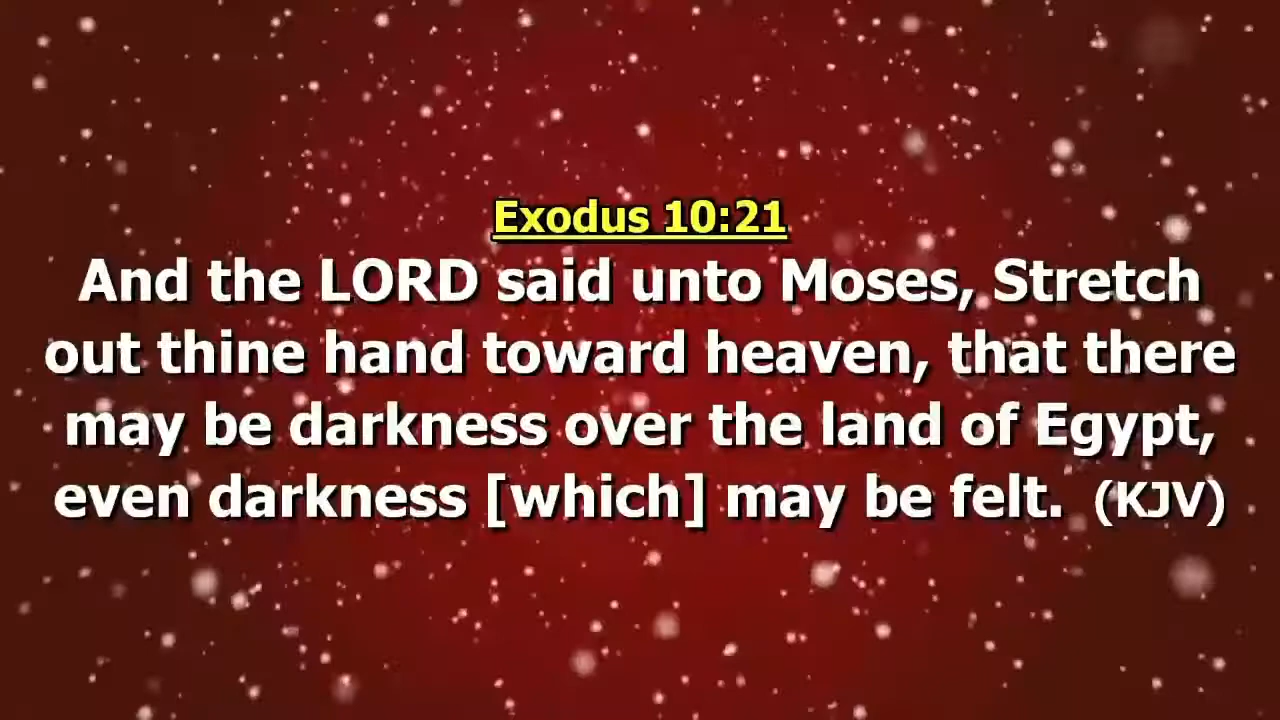 Exodus 10:21
And the LORD said unto Moses, Stretch
out thine hand toward heaven, that there
may be darkness over the land of Egypt,
even darkness [which] may be felt. (KJV)